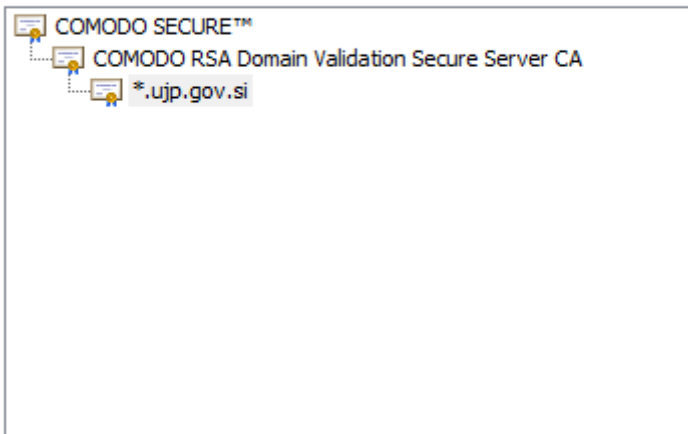 COMODO SECURE™
COMODO RSA Domain Validation Secure Server CA
*.ujp.gov.si